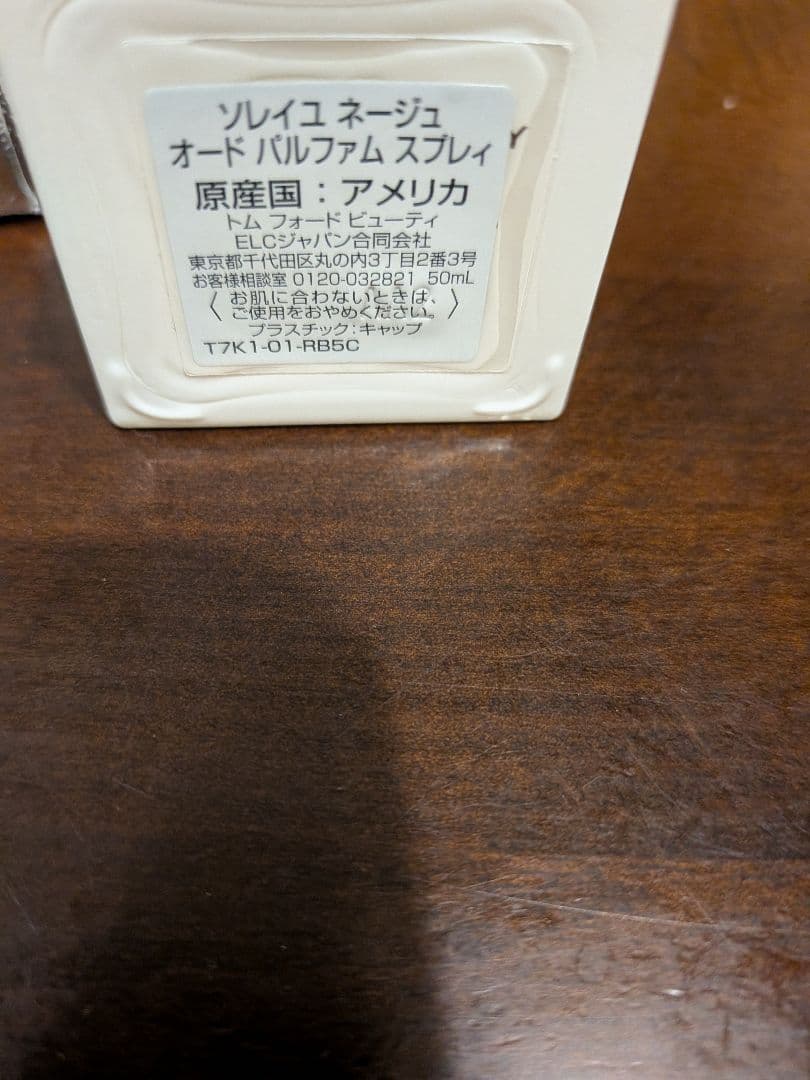 ソレイユ ネージュ
オード パルファム スプレィ
原産国：アメリカ
トム フォード ビューティ
ELCジャパン合同会社
東京都千代田区丸の内3丁目2番3号
お客様相談室 0120-032821 50mL
〈お肌に合わないときは、
ご使用をおやめください。〉
プラスチック：キャップ
T7K1-01-RB5C
Y